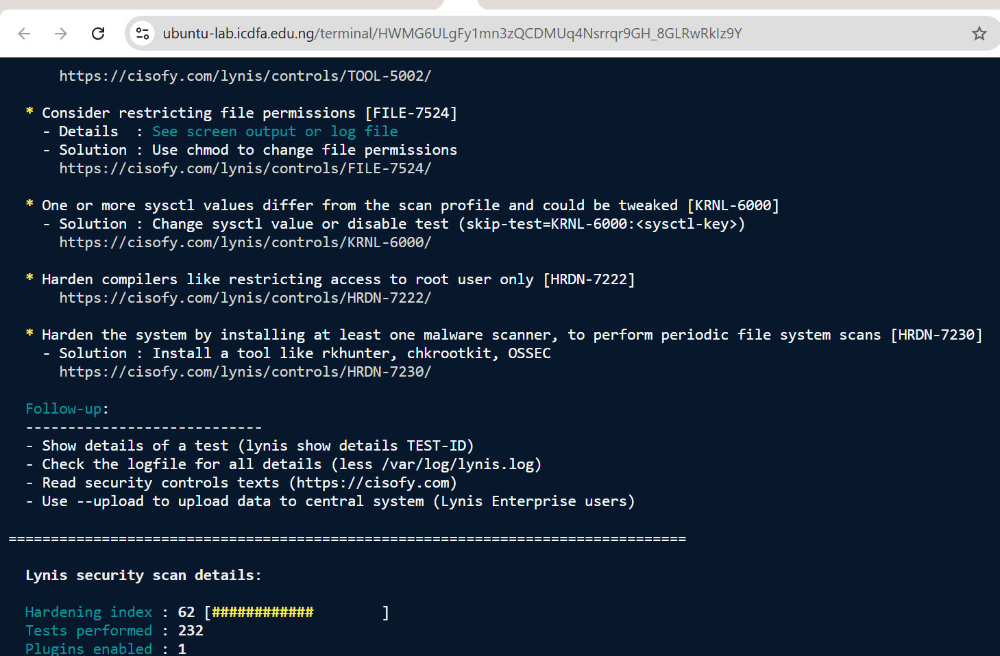 ubuntu-lab.icdfa.edu.ng/terminal/HWMG6ULgFy1mn3zQCDMUq4Nsrrqr9GH_8GLRwRkIz9Y
https://cisofy.com/lynis/controls/TOOL-5002/
* Consider restricting file permissions [FILE-7524]
- Details  : See screen output or log file
- Solution : Use chmod to change file permissions
https://cisofy.com/lynis/controls/FILE-7524/
* One or more sysctl values differ from the scan profile and could be tweaked [KRNL-6000]
- Solution : Change sysctl value or disable test (skip-test=KRNL-6000:<sysctl-key>)
https://cisofy.com/lynis/controls/KRNL-6000/
* Harden compilers like restricting access to root user only [HRDN-7222]
https://cisofy.com/lynis/controls/HRDN-7222/
* Harden the system by installing at least one malware scanner, to perform periodic file system scans [HRDN-7230]
- Solution : Install a tool like rkhunter, chkrootkit, OSSEC
https://cisofy.com/lynis/controls/HRDN-7230/
Follow-up:
----------------------------
- Show details of a test (lynis show details TEST-ID)
- Check the logfile for all details (less /var/log/lynis.log)
- Read security controls texts (https://cisofy.com)
- Use --upload to upload data to central system (Lynis Enterprise users)
================================================================================
Lynis security scan details:
Hardening index : 62 [############        ]
Tests performed : 232
Plugins enabled : 1